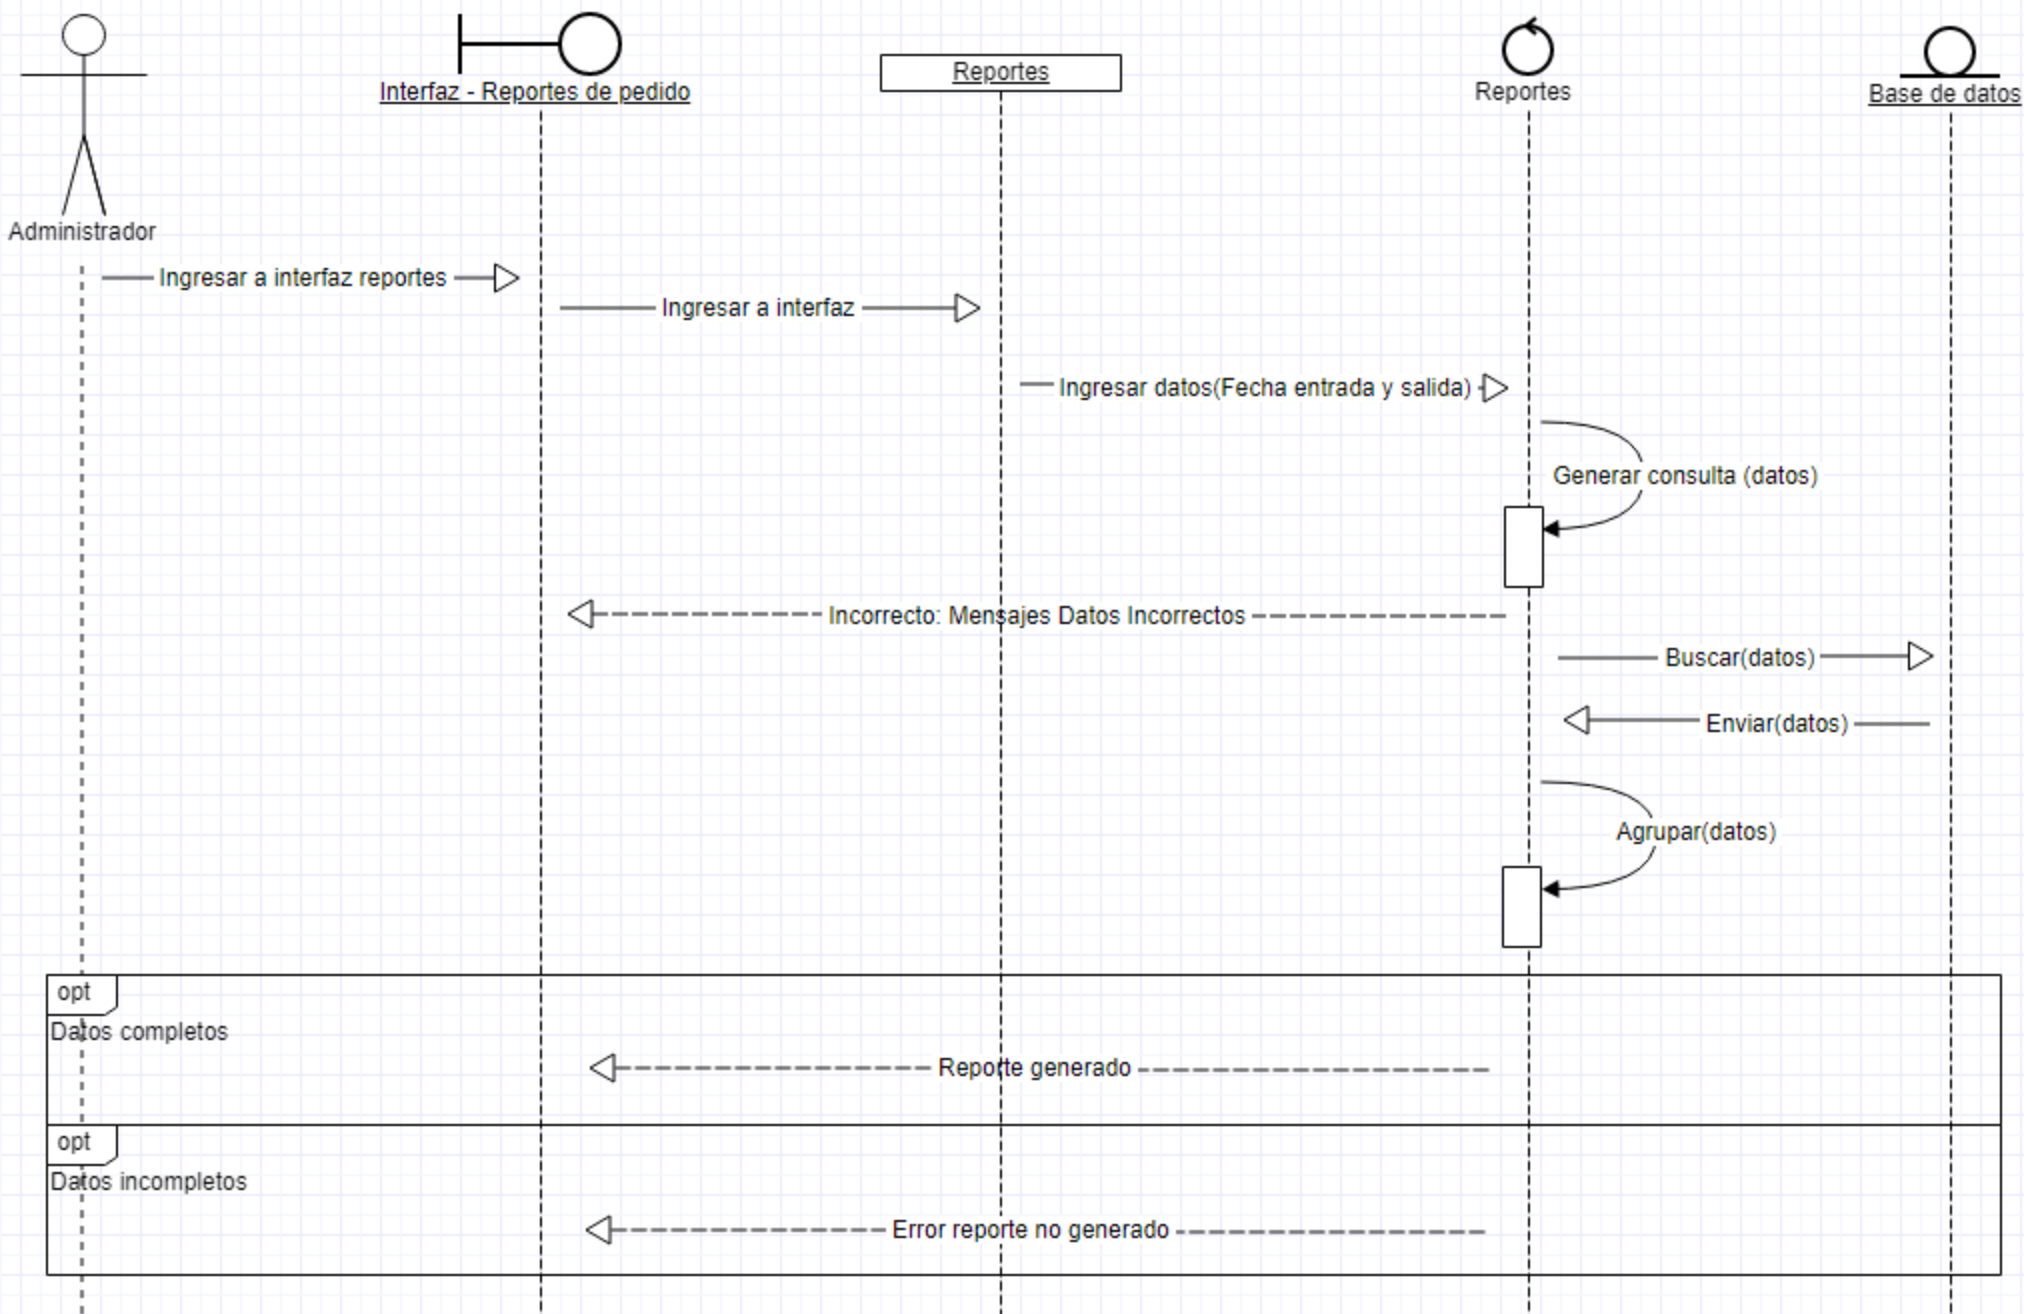 Interfaz - Reportes de pedido
Reportes
Reportes
Base de datos
Administrador
Ingresar a interfaz reportes
Ingresar a interfaz
Ingresar datos(Fecha entrada y salida)
Generar consulta (datos)
Incorrecto: Mensajes Datos Incorrectos
Buscar(datos)
Enviar(datos)
Agrupar(datos)
opt
Datos completos
Reporte generado
opt
Datos incompletos
Error reporte no generado